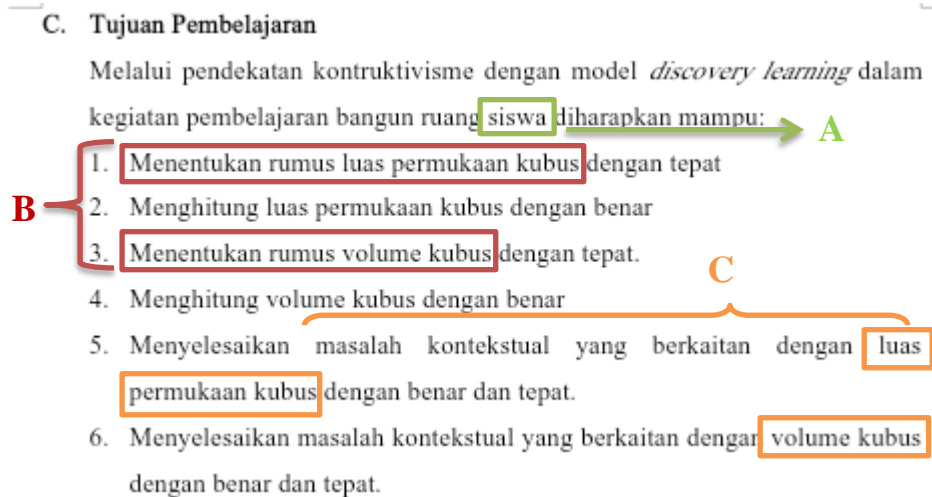 C. Tujuan Pembelajaran
Melalui pendekatan kontruktivisme dengan model discovery learning dalam
kegiatan pembelajaran bangun ruang siswa diharapkan mampu:
A
B
1. Menentukan rumus luas permukaan kubus dengan tepat
2. Menghitung luas permukaan kubus dengan benar
3. Menentukan rumus volume kubus dengan tepat.
C
4. Menghitung volume kubus dengan benar
5. Menyelesaikan masalah kontekstual yang berkaitan dengan luas
permukaan kubus dengan benar dan tepat.
6. Menyelesaikan masalah kontekstual yang berkaitan dengan volume kubus
dengan benar dan tepat.